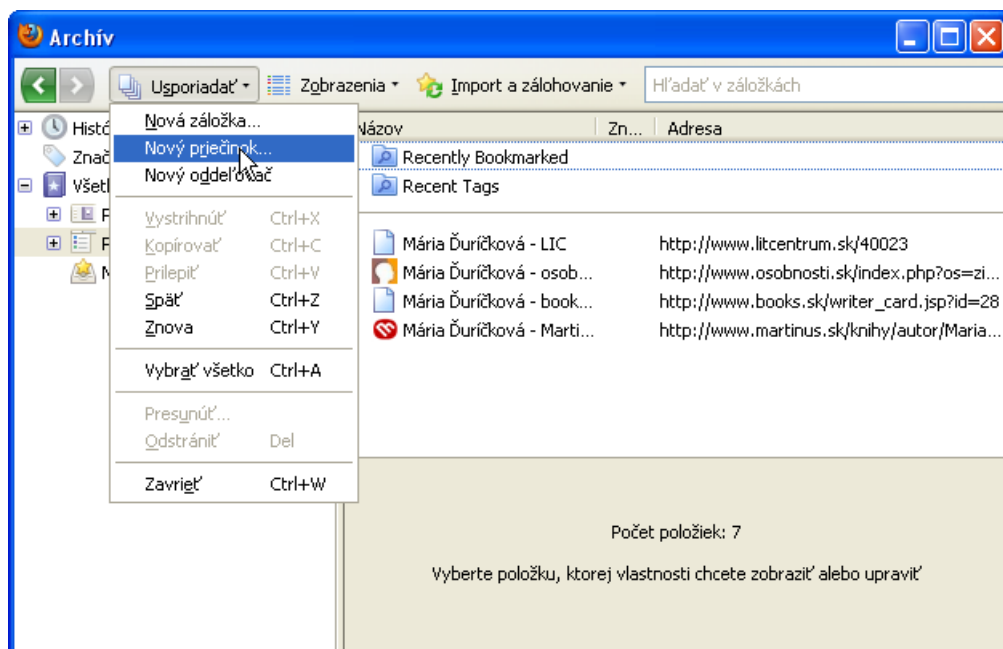 Archív
Usporiadať Zobrazenia Import a zálohovanie Hľadať v záložkách
Nová záložka...
Nový priečinok...
Nový oddeľovač
Vystrihnúť Ctrl+X
Kopírovať Ctrl+C
Prilepiť Ctrl+V
Späť Ctrl+Z
Znova Ctrl+Y
Vybrať všetko Ctrl+A
Presunúť...
Odstrániť Del
Zavrieť Ctrl+W
Histó
Znač
Všetl
Názov Zn... Adresa
Recently Bookmarked
Recent Tags
Mária Ďuríčková - LIC http://www.litcentrum.sk/40023
Mária Ďuríčková - osob... http://www.osobnosti.sk/index.php?os=zi...
Mária Ďuríčková - book... http://www.books.sk/writer_card.jsp?id=28
Mária Ďuríčková - Marti... http://www.martinus.sk/knihy/autor/Maria...
Počet položiek: 7
Vyberte položku, ktorej vlastnosti chcete zobraziť alebo upraviť